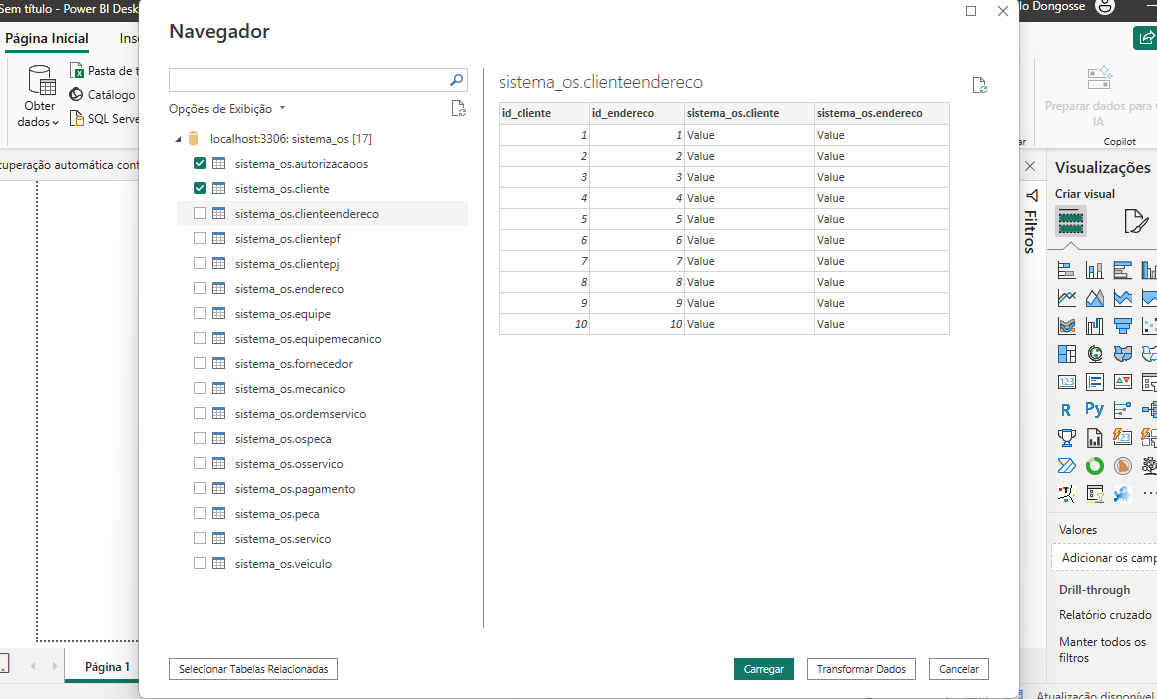 Sem título - Power BI Desk
lo Dongosse
Página Inicial
Ins
Obter
dados
Pasta de t
Catálogo
SQL Serve
Preparar dados para
IA
ar
Copilot
cuperação automática cont
Navegador
Opções de Exibição
localhost:3306: sistema_os [17]
sistema_os.autorizacaoos
sistema_os.cliente
sistema_os.clienteendereco
sistema_os.clientepf
sistema_os.clientepj
sistema_os.endereco
sistema_os.equipe
sistema_os.equipemecanico
sistema_os.fornecedor
sistema_os.mecanico
sistema_os.ordemservico
sistema_os.ospeca
sistema_os.osservico
sistema_os.pagamento
sistema_os.peca
sistema_os.servico
sistema_os.veiculo
sistema_os.clienteendereco
id_cliente id_endereco sistema_os.cliente sistema_os.endereco
1 1 Value Value
2 2 Value Value
3 3 Value Value
4 4 Value Value
5 5 Value Value
6 6 Value Value
7 7 Value Value
8 8 Value Value
9 9 Value Value
10 10 Value Value
Selecionar Tabelas Relacionadas
Carregar
Transformar Dados
Cancelar
Filtros
Visualizações
Criar visual
123
R Py
123
Valores
Adicionar os camp
Drill-through
Relatório cruzado
Manter todos os
filtros
Página 1
Atualização disponível